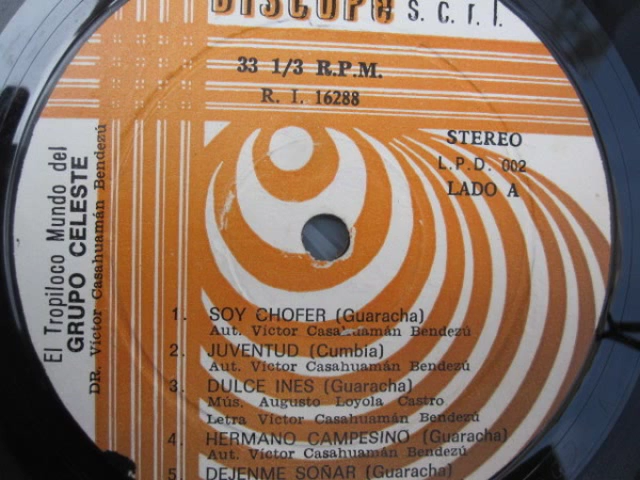 DISCOPE s. c. r. l.
33 1/3 R.P.M.
R. I. 16288
STEREO
L.P.D. 002
LADO A
El Tropiloco Mundo del
GRUPO CELESTE
DR. Víctor Casahuamán Bendezú
1. SOY CHOFER (Guaracha)
Aut. Víctor Casahuamán Bendezú
2. JUVENTUD (Cumbia)
Aut. Víctor Casahuamán Bendezú
3. DULCE INES (Guaracha)
Mús. Augusto Loyola Castro
Letra Víctor Casahuamán Bendezú
4. HERMANO CAMPESINO (Guaracha)
Aut. Víctor Casahuamán Bendezú
5. DEJENME SOÑAR (Guaracha)